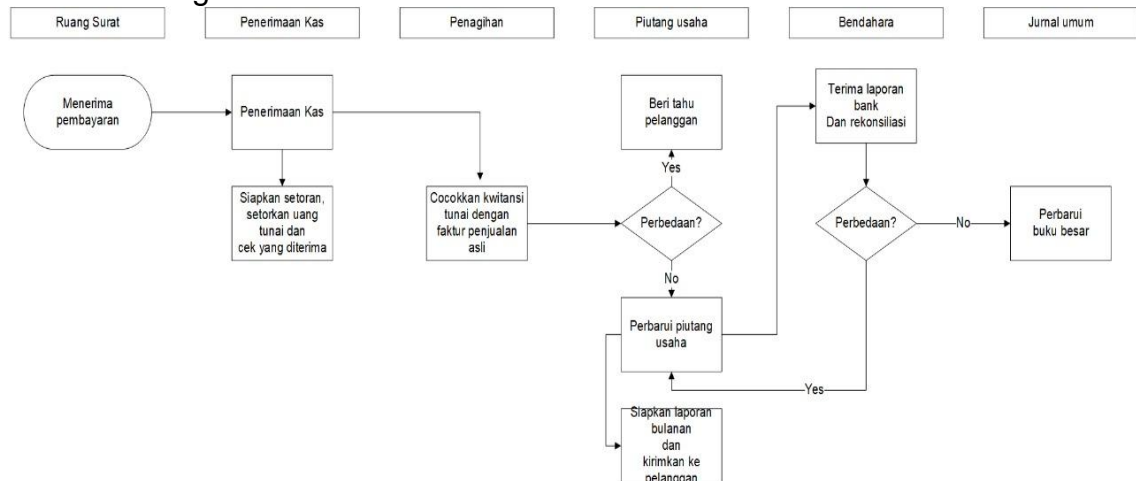 Ruang Surat
Penerimaan Kas
Penagihan
Piutang usaha
Bendahara
Jurnal umum
Menerima
pembayaran
Penerimaan Kas
Beri tahu
pelanggan
Terima laporan
bank
Dan rekonsiliasi
Yes
Siapkan setoran,
setorkan uang
tunai dan
cek yang diterima
Cocokkan kwitansi
tunai dengan
faktur penjualan
asli
Perbedaan?
Perbedaan?
No
Perbarui
buku besar
No
Perbarui piutang
usaha
Yes
Siapkan laporan
bulanan
dan
kirimkan ke
pelanggan